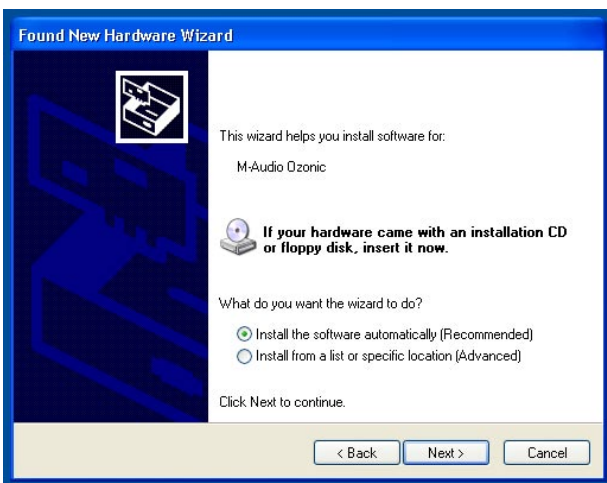 Found New Hardware Wizard
This wizard helps you install software for:
M-Audio Ozonic
If your hardware came with an installation CD
or floppy disk, insert it now.
What do you want the wizard to do?
Install the software automatically (Recommended)
Install from a list or specific location (Advanced)
Click Next to continue.
< Back
Next >
Cancel